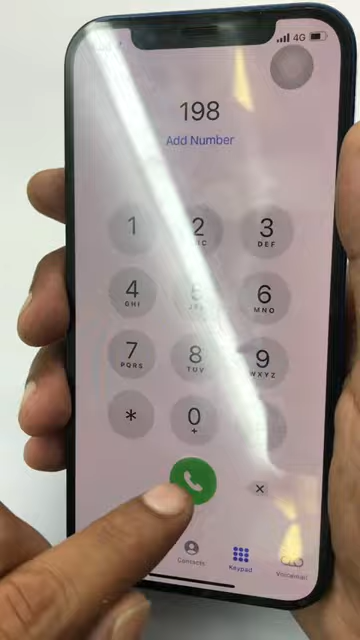 4G
198
Add Number
1
2
3
DEF
4
GHI
6
MNO
7
PQRS
8
TUV
9
WXYZ
*
0
+
Contacts
Keypad
Voicemail